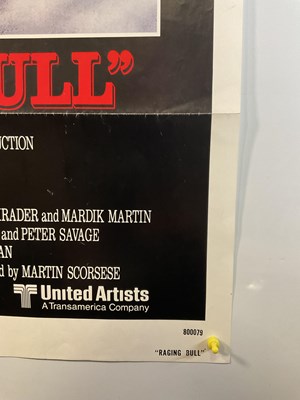 ULL"
UCTION
RADER and MARDIK MARTIN
and PETER SAVAGE
AN
d by MARTIN SCORSESE
United Artists
A Transamerica Company
800079
"RAGING BULL"